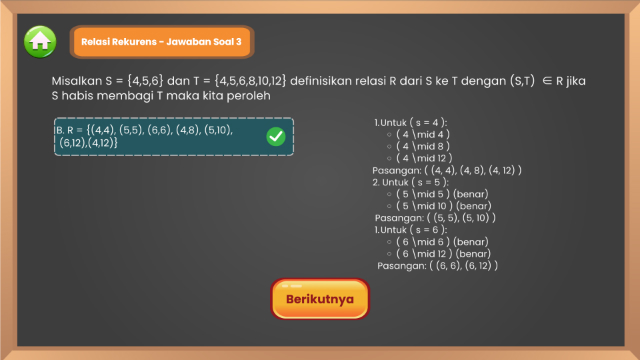 Relasi Rekurens - Jawaban Soal 3
Misalkan S = {4,5,6} dan T = {4,5,6,8,10,12} definisikan relasi R dari S ke T dengan (S,T) ∈ R jika
S habis membagi T maka kita peroleh
B. R = {(4,4), (5,5), (6,6), (4,8), (5,10),
(6,12),(4,12)}
1.Untuk ( s = 4 ):
○ ( 4 \mid 4 )
○ ( 4 \mid 8 )
○ ( 4 \mid 12 )
Pasangan: ( (4, 4), (4, 8), (4, 12) )
2. Untuk ( s = 5 ):
○ ( 5 \mid 5 ) (benar)
○ ( 5 \mid 10 ) (benar)
Pasangan: ( (5, 5), (5, 10) )
1.Untuk ( s = 6 ):
○ ( 6 \mid 6 ) (benar)
○ ( 6 \mid 12 ) (benar)
Pasangan: ( (6, 6), (6, 12) )
Berikutnya